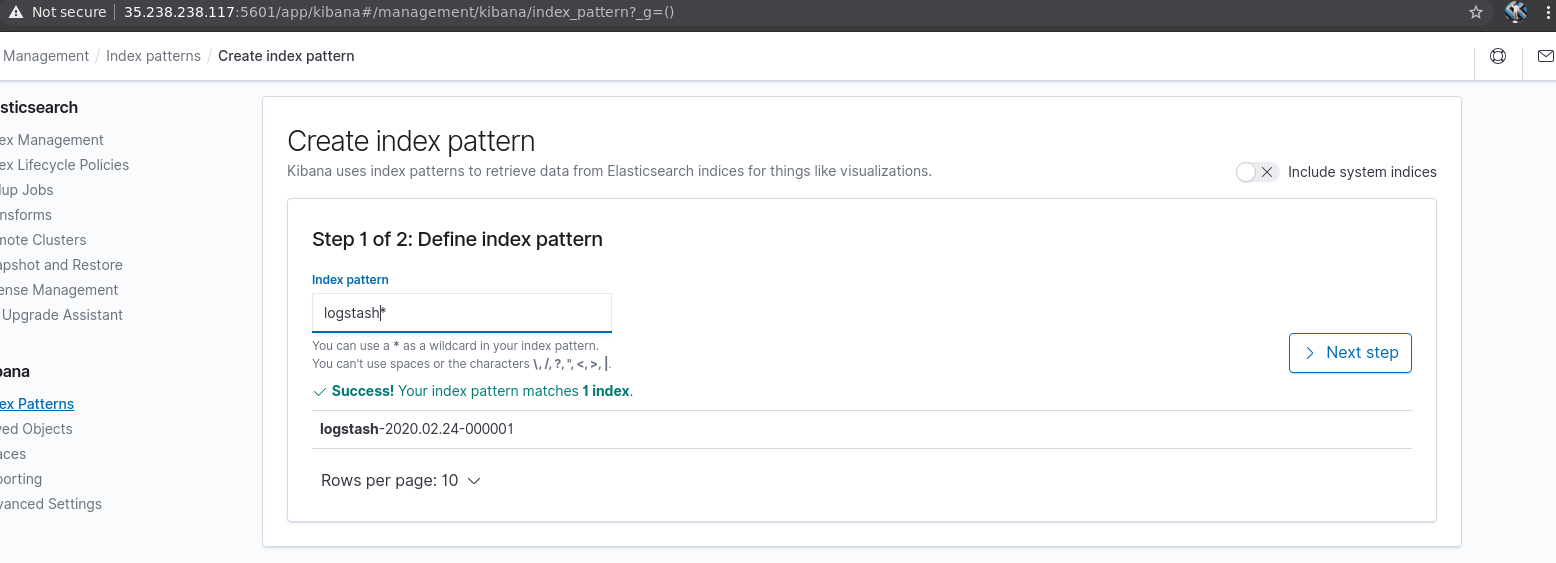 Not secure | 35.238.238.117:5601/app/kibana#/management/kibana/index_pattern?_g=()
Management / Index patterns / Create index pattern
sticsearch
ex Management
ex Lifecycle Policies
lup Jobs
nsforms
mote Clusters
apshot and Restore
ense Management
Upgrade Assistant
bana
ex Patterns
ved Objects
aces
porting
vanced Settings
Create index pattern
Kibana uses index patterns to retrieve data from Elasticsearch indices for things like visualizations.
Include system indices
Step 1 of 2: Define index pattern
Index pattern
logstash*
You can use a * as a wildcard in your index pattern.
You can't use spaces or the characters \, /, ?, ", <, >, |.
Next step
Success! Your index pattern matches 1 index.
logstash-2020.02.24-000001
Rows per page: 10